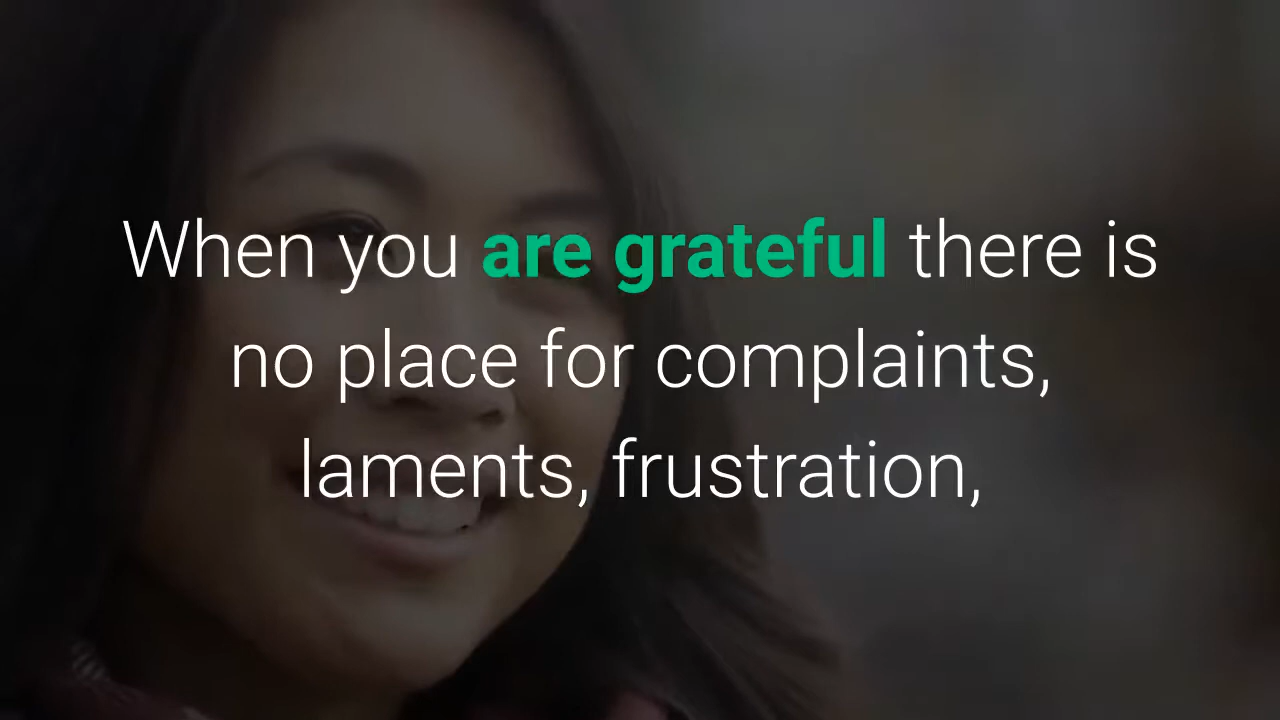 When you are grateful there is
no place for complaints,
laments, frustration,